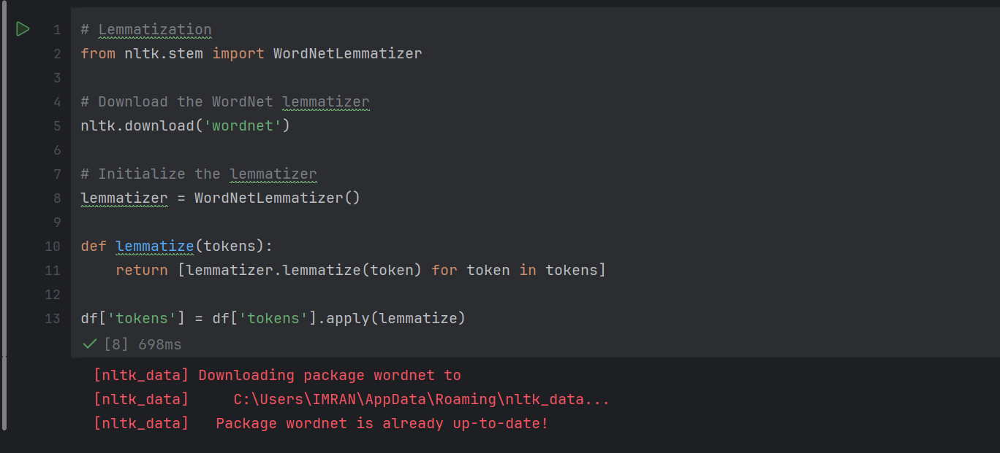 1 # Lemmatization
2 from nltk.stem import WordNetLemmatizer
3
4 # Download the WordNet lemmatizer
5 nltk.download('wordnet')
6
7 # Initialize the lemmatizer
8 lemmatizer = WordNetLemmatizer()
9
10 def lemmatize(tokens):
11     return [lemmatizer.lemmatize(token) for token in tokens]
12
13 df['tokens'] = df['tokens'].apply(lemmatize)
✓ [8] 698ms
[nltk_data] Downloading package wordnet to
[nltk_data]     C:\Users\IMRAN\AppData\Roaming\nltk_data...
[nltk_data]   Package wordnet is already up-to-date!